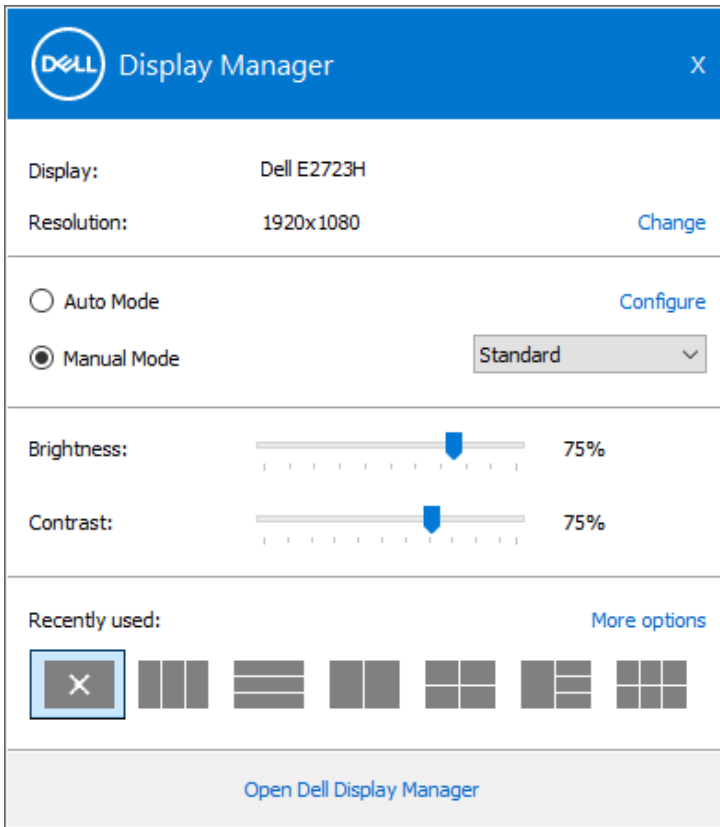 DELL Display Manager X
Display: Dell E2723H
Resolution: 1920x1080 Change
Auto Mode Configure
Manual Mode Standard
Brightness: 75%
Contrast: 75%
Recently used: More options
Open Dell Display Manager